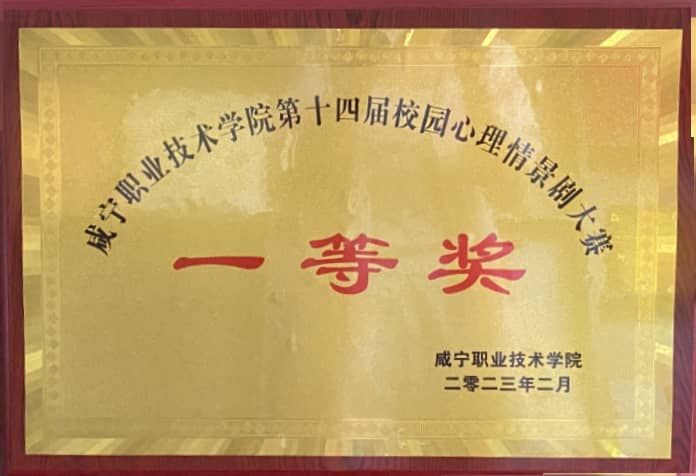 咸宁职业技术学院第十四届校园心理情景剧大赛
一等奖
咸宁职业技术学院
二零二三年二月